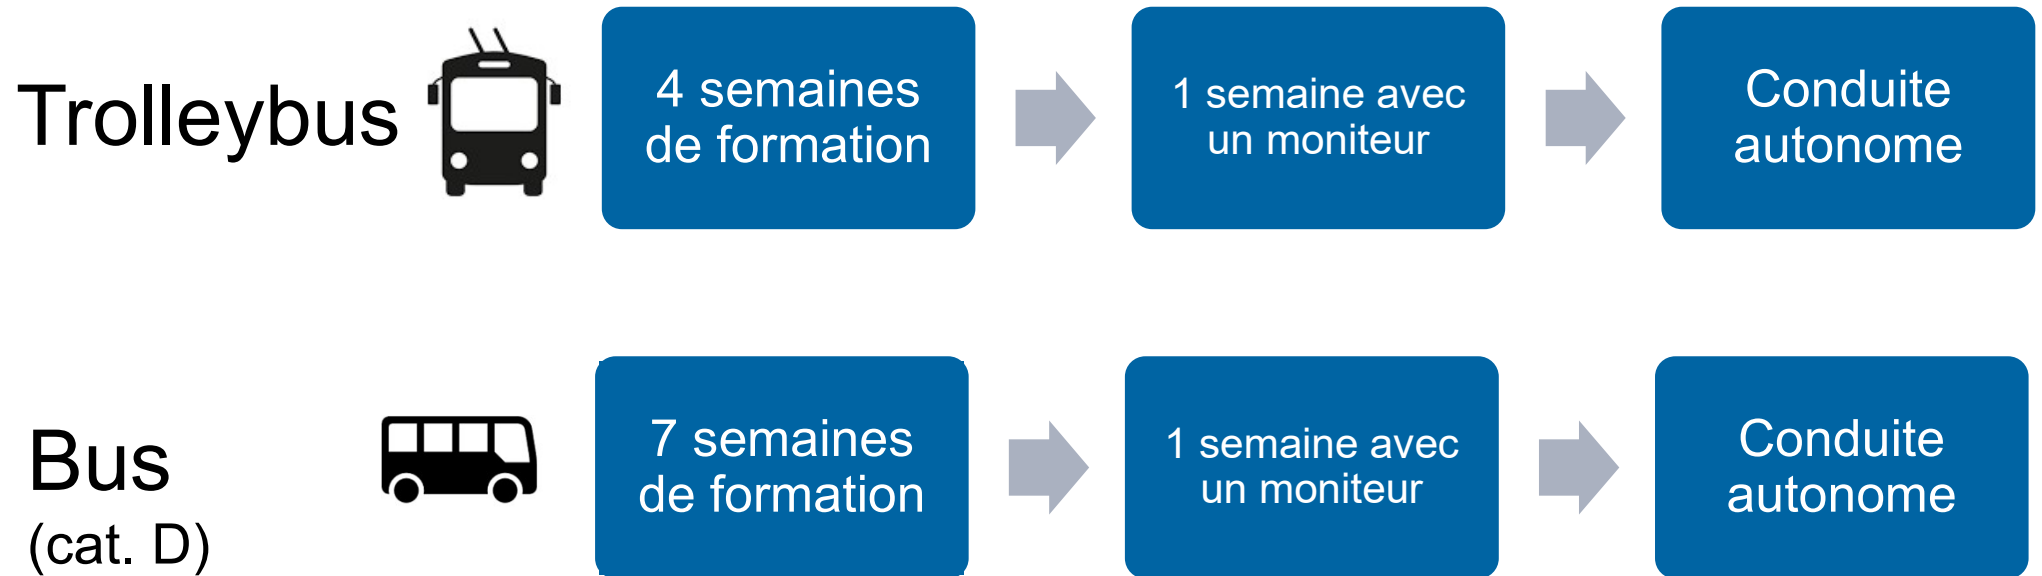 Trolleybus
4 semaines
de formation
1 semaine avec
un moniteur
Conduite
autonome
Bus
(cat. D)
7 semaines
de formation
1 semaine avec
un moniteur
Conduite
autonome